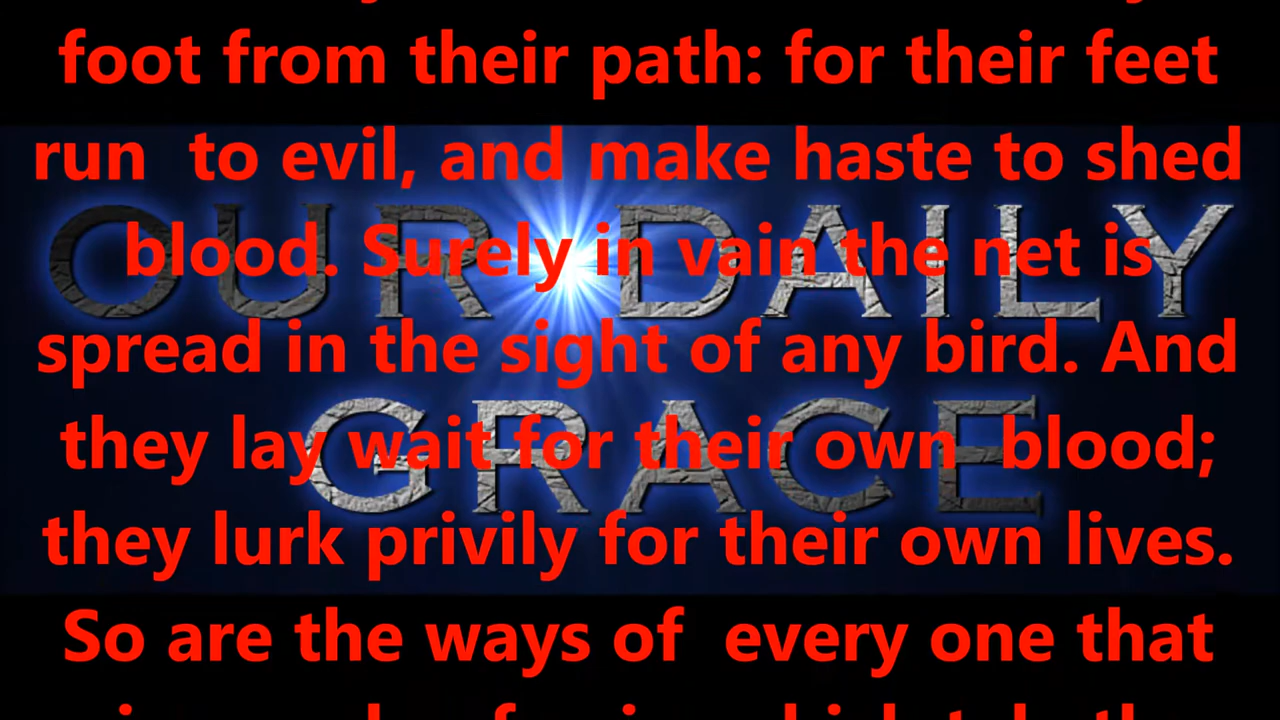 foot from their path: for their feet
run to evil, and make haste to shed
blood. Surely in vain the net is
spread in the sight of any bird. And
they lay wait for their own blood;
they lurk privily for their own lives.
So are the ways of every one that
OUR DAILY
GRACE